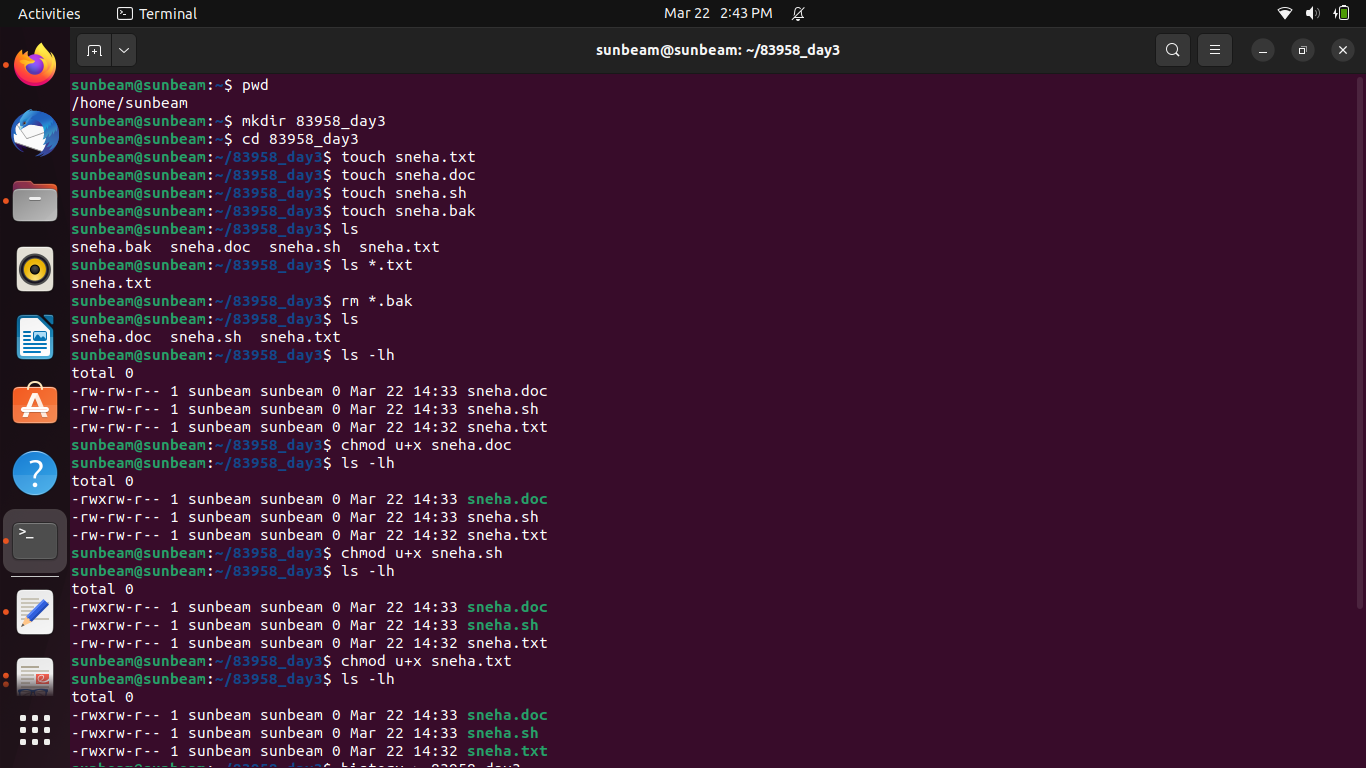 Activities
Terminal
Mar 22 2:43 PM
sunbeam@sunbeam: ~/83958_day3
sunbeam@sunbeam:~$ pwd
/home/sunbeam
sunbeam@sunbeam:~$ mkdir 83958_day3
sunbeam@sunbeam:~$ cd 83958_day3
sunbeam@sunbeam:~/83958_day3$ touch sneha.txt
sunbeam@sunbeam:~/83958_day3$ touch sneha.doc
sunbeam@sunbeam:~/83958_day3$ touch sneha.sh
sunbeam@sunbeam:~/83958_day3$ touch sneha.bak
sunbeam@sunbeam:~/83958_day3$ ls
sneha.bak  sneha.doc  sneha.sh  sneha.txt
sunbeam@sunbeam:~/83958_day3$ ls *.txt
sneha.txt
sunbeam@sunbeam:~/83958_day3$ rm *.bak
sunbeam@sunbeam:~/83958_day3$ ls
sneha.doc  sneha.sh  sneha.txt
sunbeam@sunbeam:~/83958_day3$ ls -lh
total 0
-rw-rw-r-- 1 sunbeam sunbeam 0 Mar 22 14:33 sneha.doc
-rw-rw-r-- 1 sunbeam sunbeam 0 Mar 22 14:33 sneha.sh
-rw-rw-r-- 1 sunbeam sunbeam 0 Mar 22 14:32 sneha.txt
sunbeam@sunbeam:~/83958_day3$ chmod u+x sneha.doc
sunbeam@sunbeam:~/83958_day3$ ls -lh
total 0
-rwxrw-r-- 1 sunbeam sunbeam 0 Mar 22 14:33 sneha.doc
-rw-rw-r-- 1 sunbeam sunbeam 0 Mar 22 14:33 sneha.sh
-rw-rw-r-- 1 sunbeam sunbeam 0 Mar 22 14:32 sneha.txt
sunbeam@sunbeam:~/83958_day3$ chmod u+x sneha.sh
sunbeam@sunbeam:~/83958_day3$ ls -lh
total 0
-rwxrw-r-- 1 sunbeam sunbeam 0 Mar 22 14:33 sneha.doc
-rwxrw-r-- 1 sunbeam sunbeam 0 Mar 22 14:33 sneha.sh
-rw-rw-r-- 1 sunbeam sunbeam 0 Mar 22 14:32 sneha.txt
sunbeam@sunbeam:~/83958_day3$ chmod u+x sneha.txt
sunbeam@sunbeam:~/83958_day3$ ls -lh
total 0
-rwxrw-r-- 1 sunbeam sunbeam 0 Mar 22 14:33 sneha.doc
-rwxrw-r-- 1 sunbeam sunbeam 0 Mar 22 14:33 sneha.sh
-rwxrw-r-- 1 sunbeam sunbeam 0 Mar 22 14:32 sneha.txt